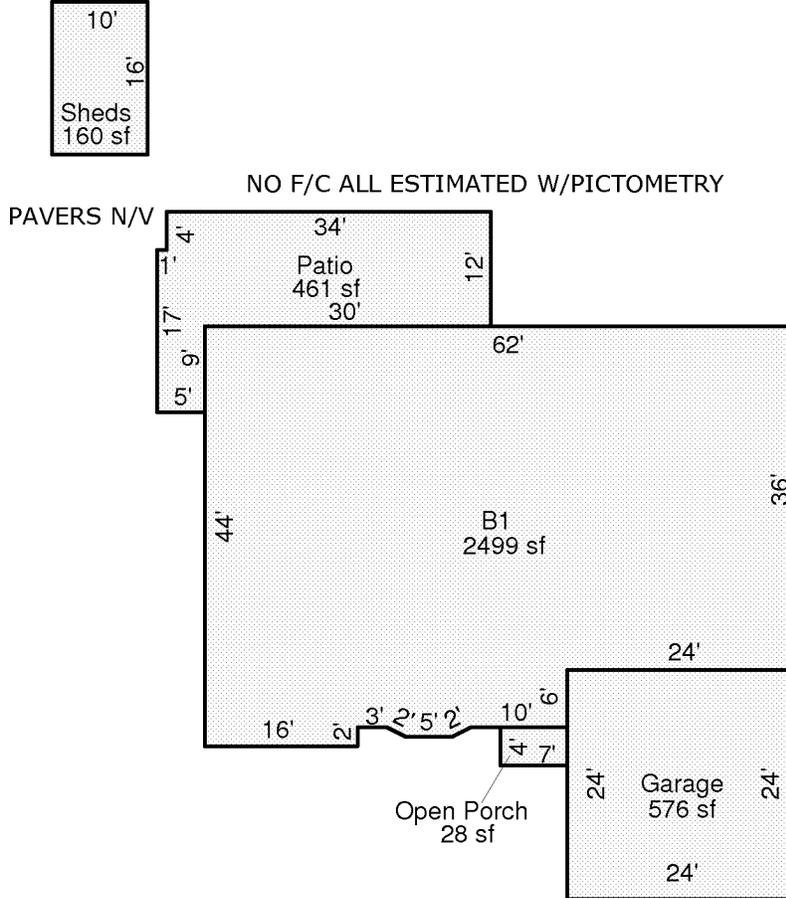 10'
16'
Sheds
160 sf
NO F/C ALL ESTIMATED W/PICTOMETRY
PAVERS N/V
4'
34'
1'
Patio
461 sf
12'
30'
17'
9'
5'
62'
44'
B1
2499 sf
36'
24'
6'
16'
2'
3'
2'
5'
2'
10'
4'
7'
Open Porch
28 sf
24'
Garage
576 sf
24'
24'